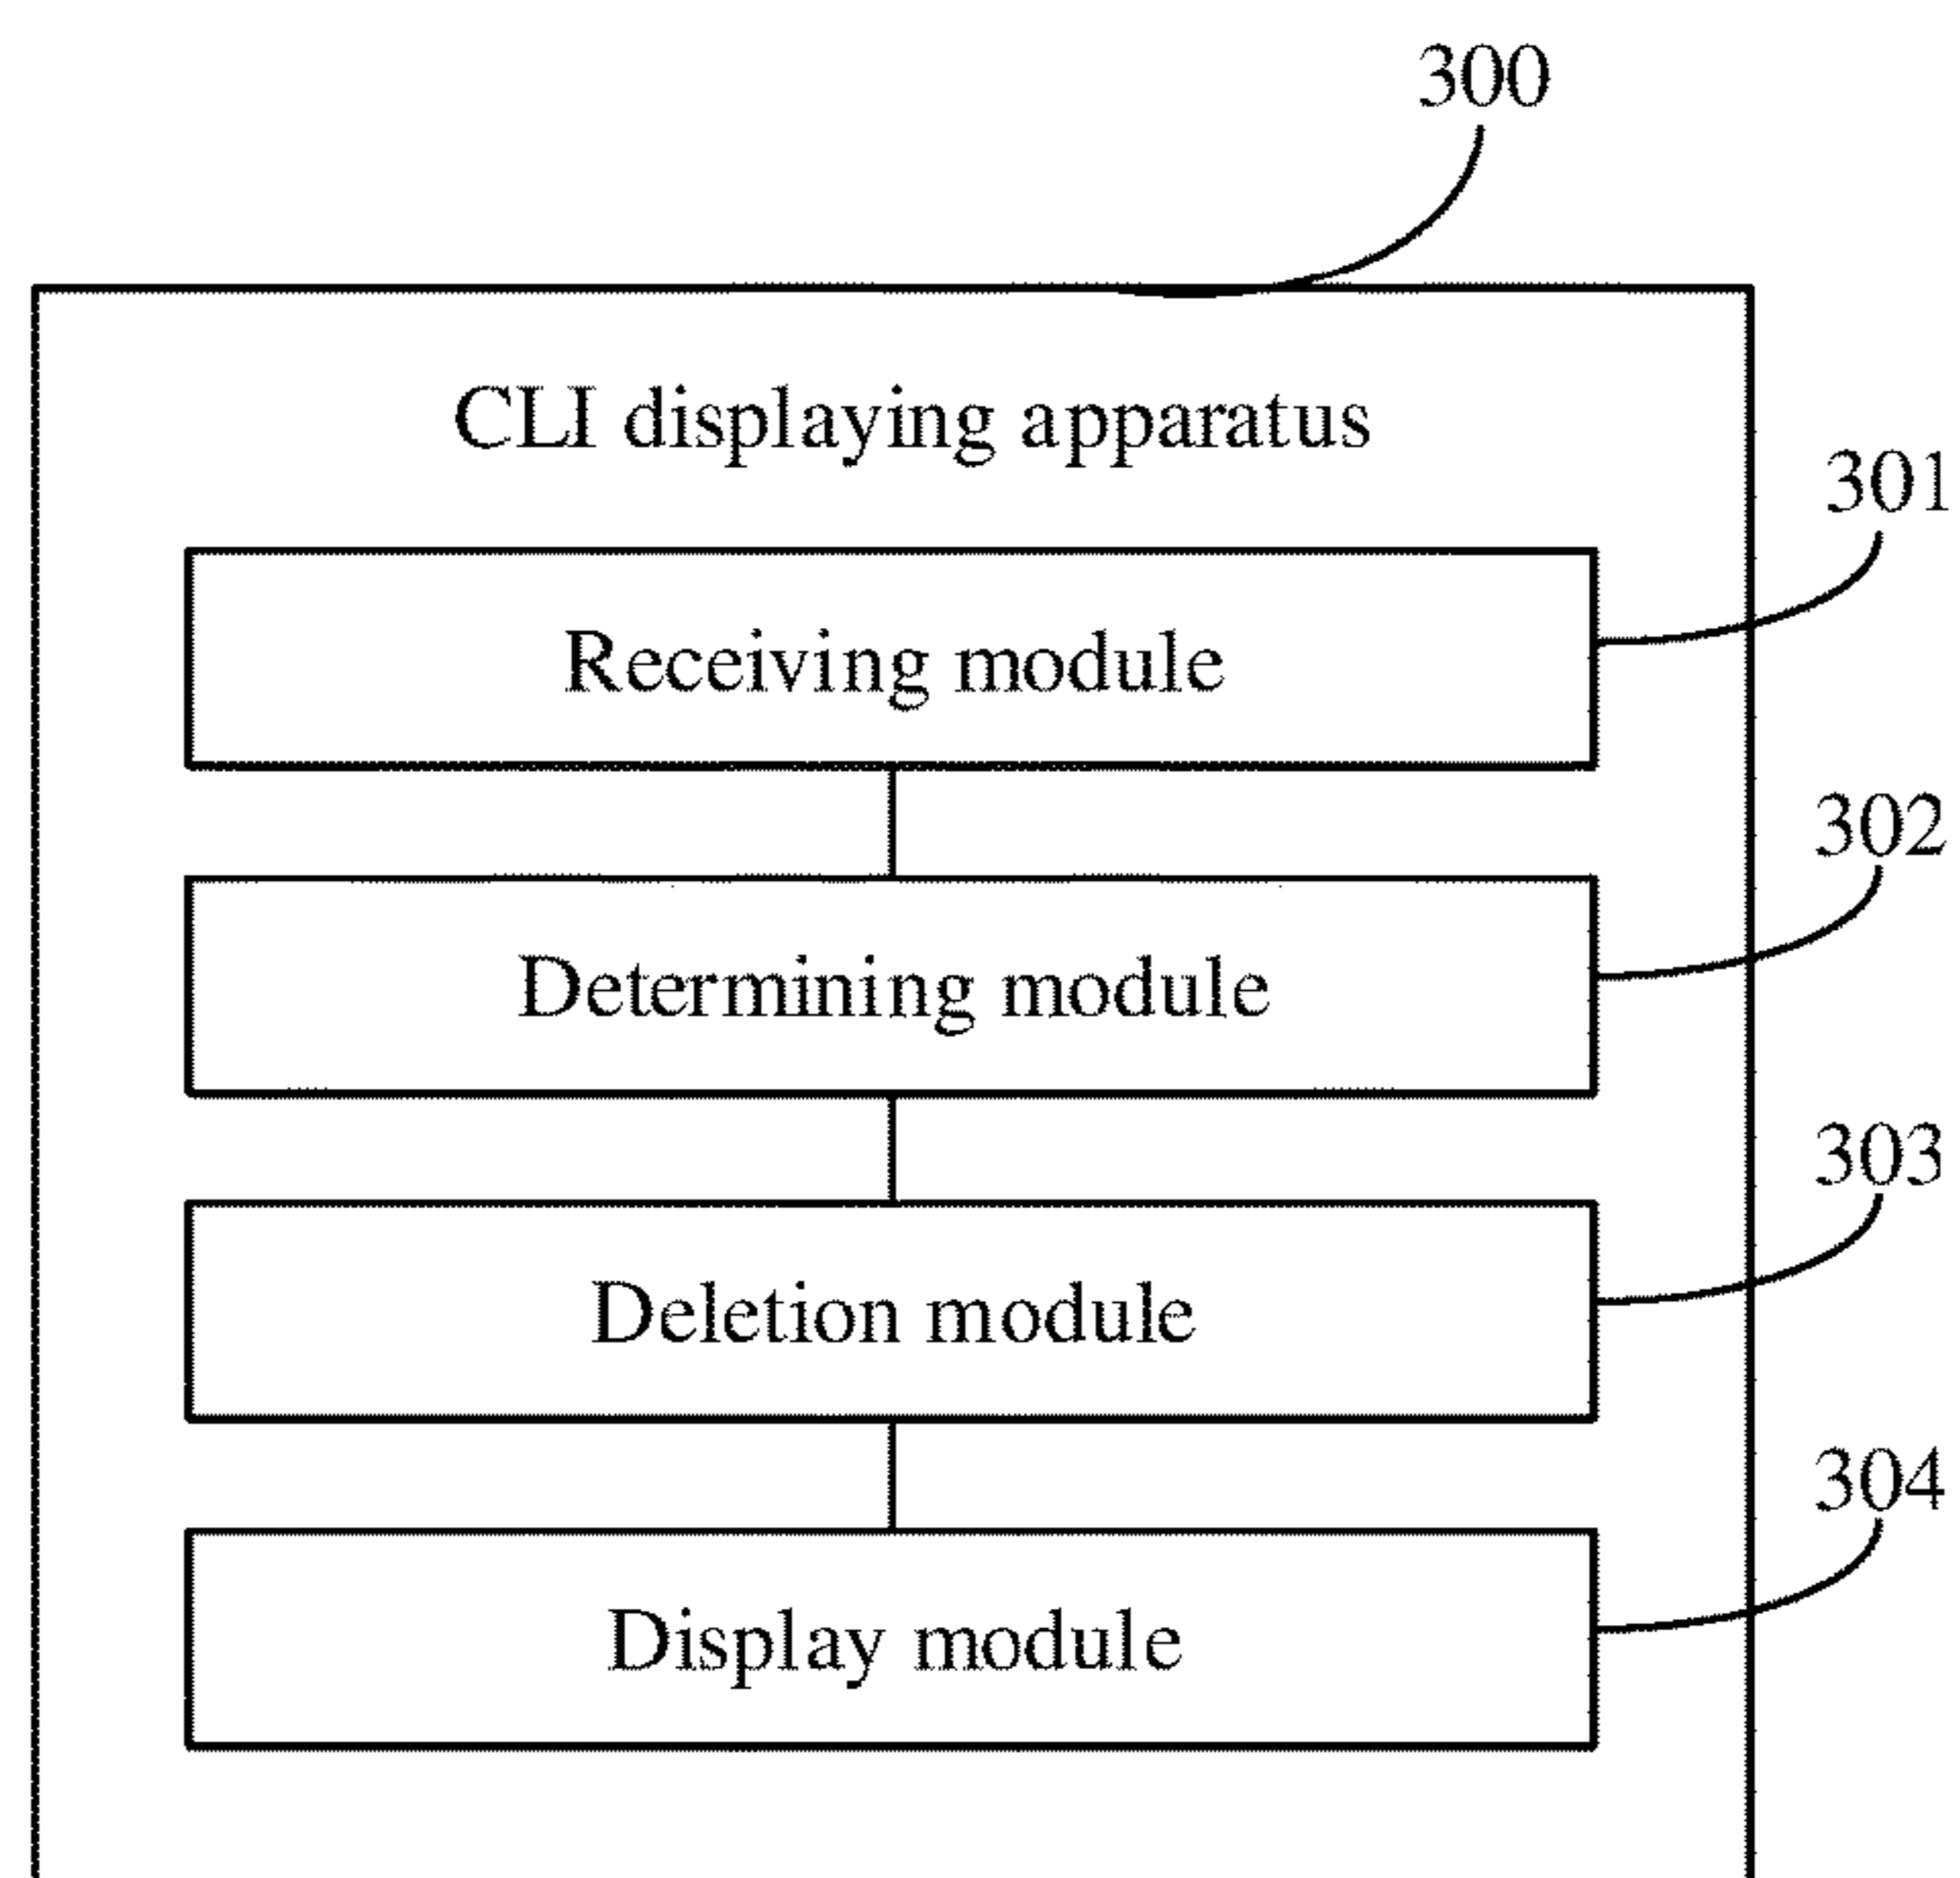 300
CLI displaying apparatus
301
Receiving module
302
Determining module
303
Deletion module
304
Display module